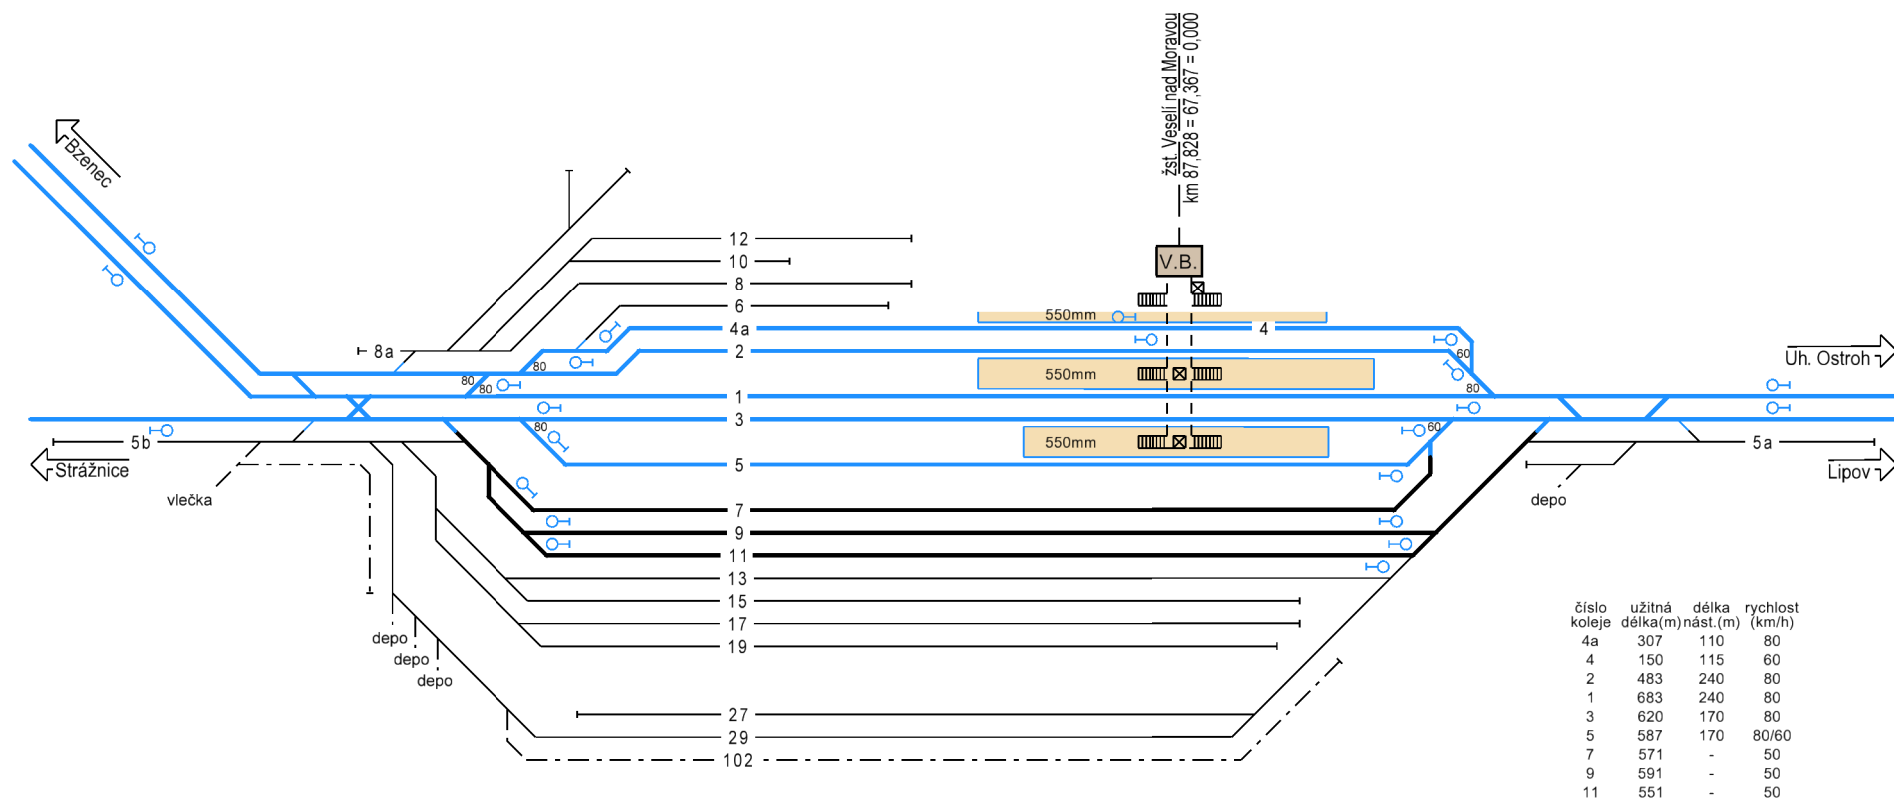 žst. Veselí nad Moravou
km 87,828 = 67,367 = 0,000
Bzenec
12
10
V.B.
8
6
550mm
4a
4
8a
2
80
60
Úh. Ostroh
550mm
80
80
80
1
80
3
80
60
5b
550mm
5a
Strážnice
5
Lipov
vlečka
depo
7
9
11
13
15
17
depo
19
depo
depo
27
29
102
číslo užitná délka rychlost
koleje délka(m) nást.(m) (km/h)
4a 307 110 80
4 150 115 60
2 483 240 80
1 683 240 80
3 620 170 80
5 587 170 80/60
7 571 - 50
9 591 - 50
11 551 - 50